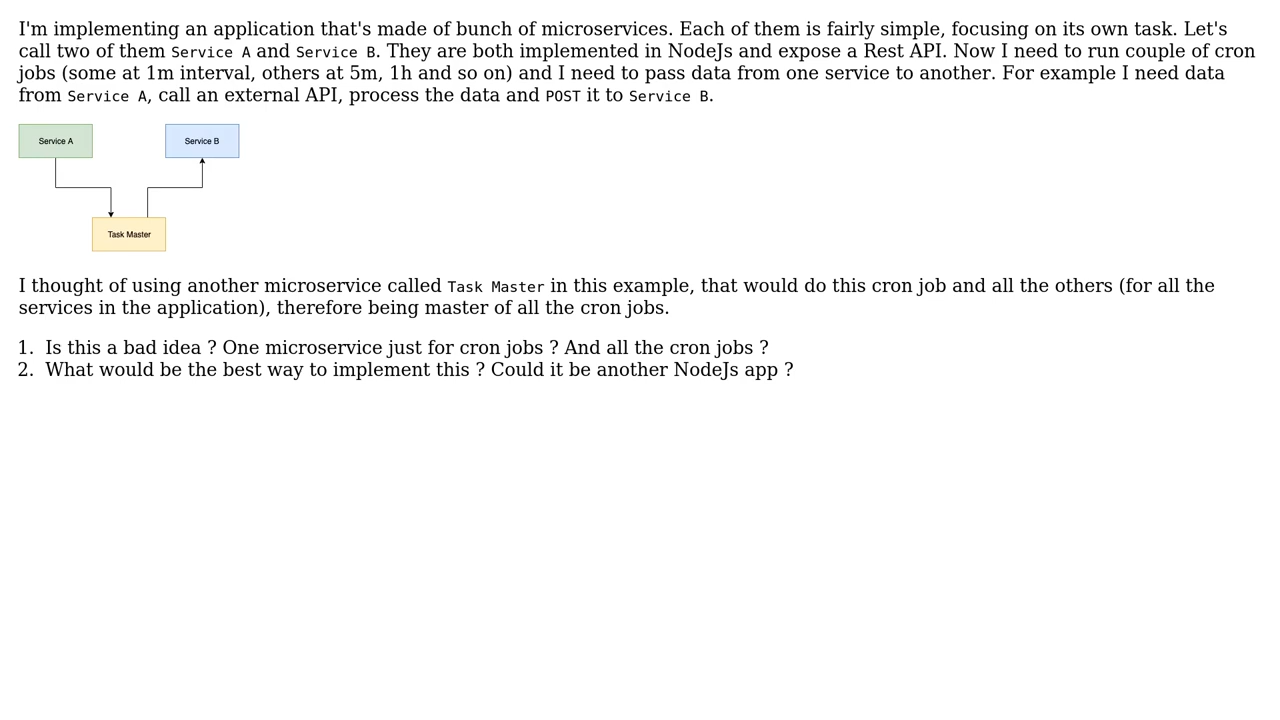 I'm implementing an application that's made of bunch of microservices. Each of them is fairly simple, focusing on its own task. Let's
call two of them Service A and Service B. They are both implemented in NodeJs and expose a Rest API. Now I need to run couple of cron
jobs (some at 1m interval, others at 5m, 1h and so on) and I need to pass data from one service to another. For example I need data
from Service A, call an external API, process the data and POST it to Service B.
Service A
Service B
Task Master
I thought of using another microservice called Task Master in this example, that would do this cron job and all the others (for all the
services in the application), therefore being master of all the cron jobs.
1. Is this a bad idea ? One microservice just for cron jobs ? And all the cron jobs ?
2. What would be the best way to implement this ? Could it be another NodeJs app ?